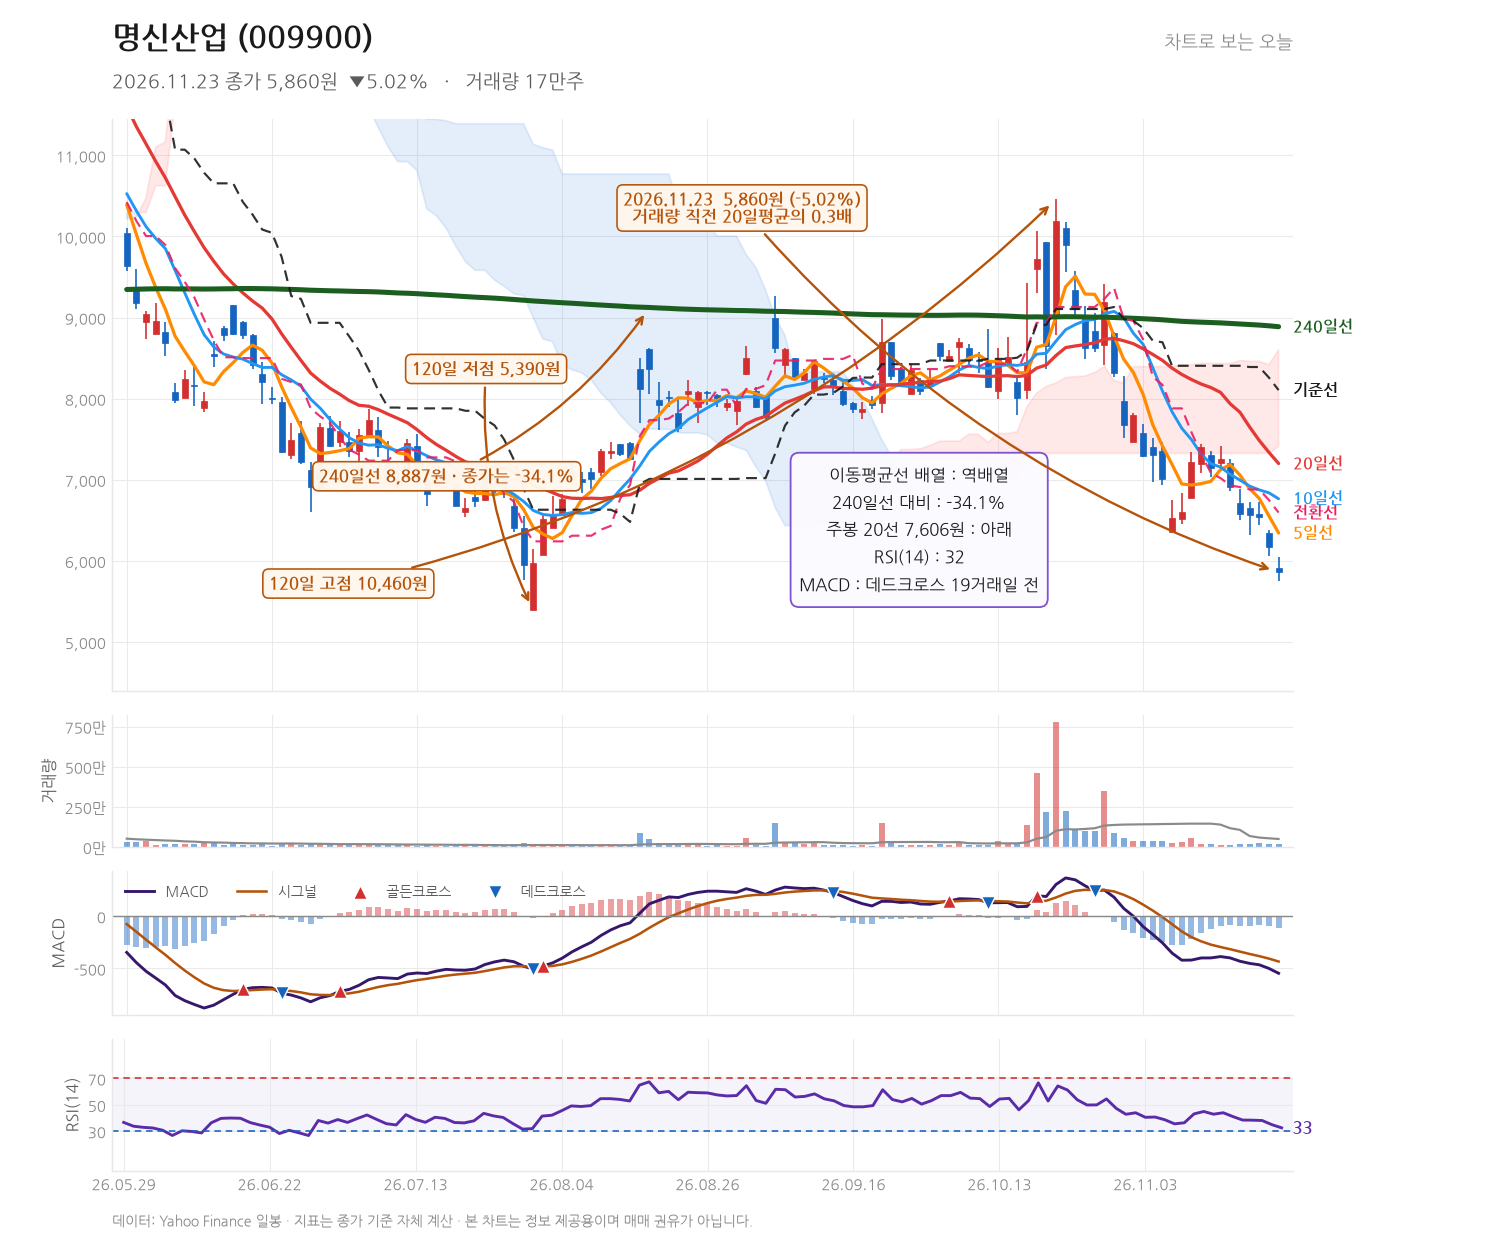 명신산업 (009900)
차트로 보는 오늘
2026.11.23 종가 5,860원 ▼5.02% · 거래량 17만주
11,000
10,000
9,000
8,000
7,000
6,000
5,000
2026.11.23 5,860원 (-5.02%)
거래량 직전 20일평균의 0.3배
120일 저점 5,390원
240일선 8,887원 · 종가는 -34.1%
120일 고점 10,460원
이동평균선 배열 : 역배열
240일선 대비 : -34.1%
주봉 20선 7,606원 : 아래
RSI(14) : 32
MACD : 데드크로스 19거래일 전
240일선
기준선
20일선
10일선
전환선
5일선
거래량
750만
500만
250만
0만
MACD
MACD
시그널
골든크로스
데드크로스
0
-500
RSI(14)
70
50
30
33
26.05.29
26.06.22
26.07.13
26.08.04
26.08.26
26.09.16
26.10.13
26.11.03
데이터: Yahoo Finance 일봉 · 지표는 종가 기준 자체 계산 · 본 차트는 정보 제공용이며 매매 권유가 아닙니다.